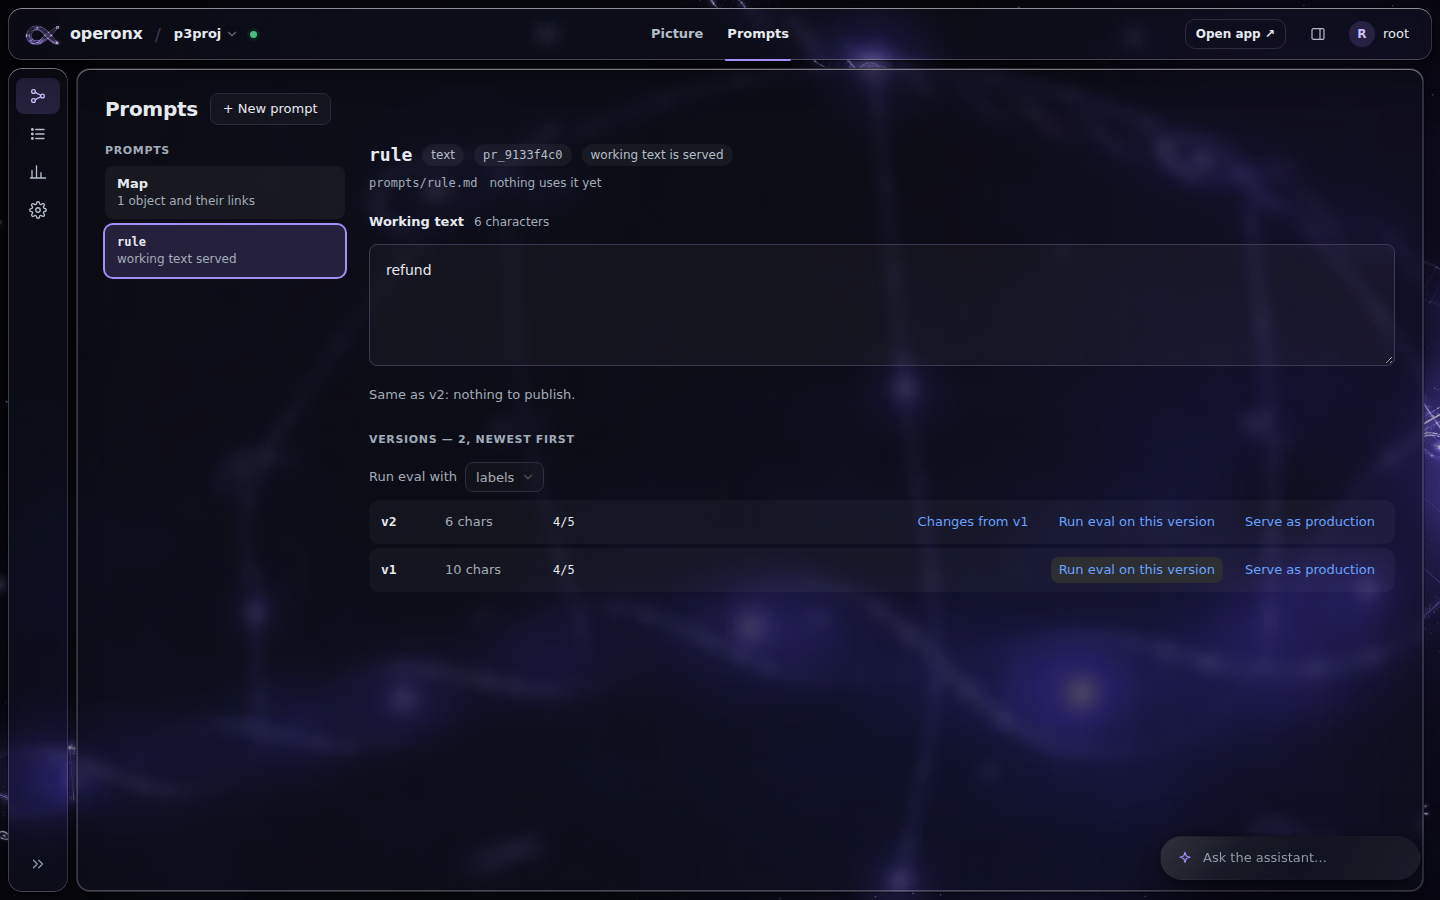 operonx / p3proj
Picture Prompts
Open app ↗
R root
Prompts + New prompt
PROMPTS
Map
1 object and their links
rule
working text served
rule text pr_9133f4c0 working text is served
prompts/rule.md nothing uses it yet
Working text 6 characters
refund
Same as v2: nothing to publish.
VERSIONS — 2, NEWEST FIRST
Run eval with labels
v2 6 chars 4/5 Changes from v1 Run eval on this version Serve as production
v1 10 chars 4/5 Run eval on this version Serve as production
Ask the assistant...